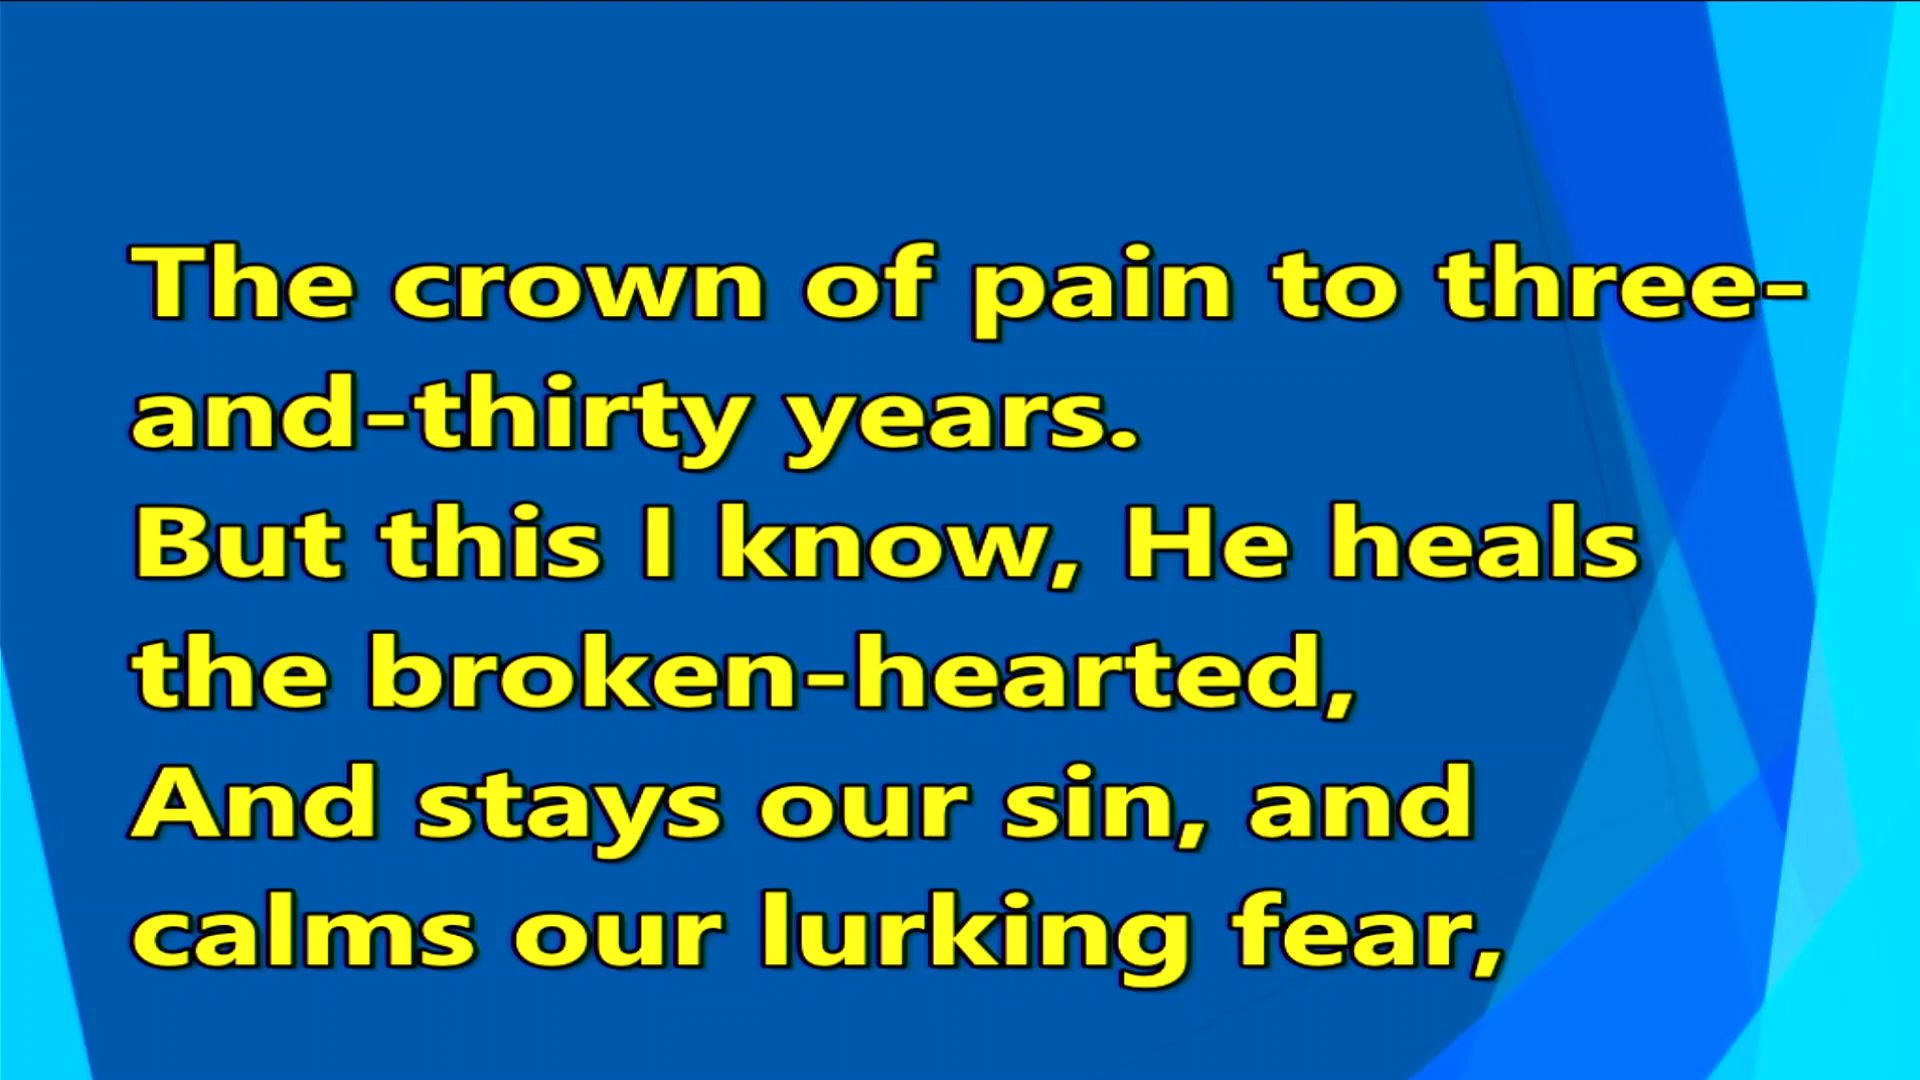 The crown of pain to three-
and-thirty years.
But this I know, He heals
the broken-hearted,
And stays our sin, and
calms our lurking fear,